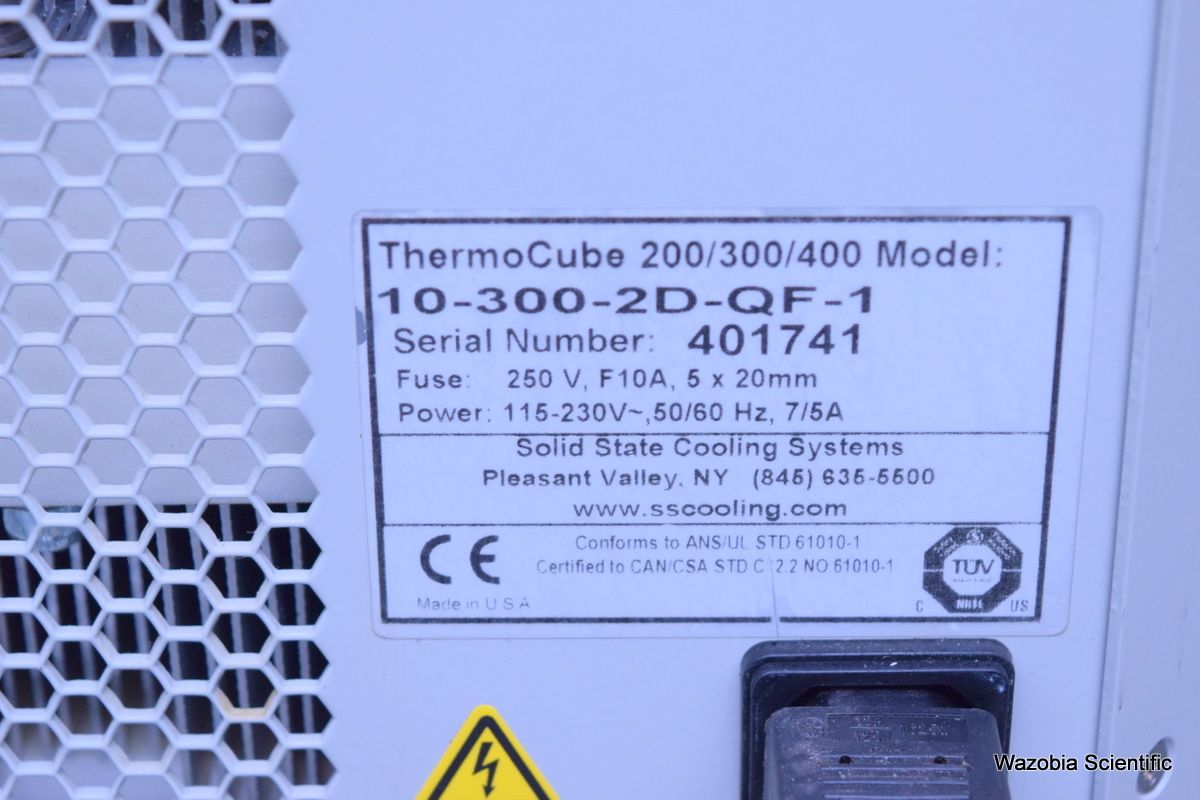 ThermoCube 200/300/400 Model:
10-300-2D-QF-1
Serial Number: 401741
Fuse: 250 V, F10A, 5 x 20mm
Power: 115-230V~,50/60 Hz, 7/5A
Solid State Cooling Systems
Pleasant Valley, NY (845) 635-5500
www.sscooling.com
CE
Conforms to ANS/UL STD 61010-1
Certified to CAN/CSA STD C 2.2 NO 61010-1
Made in U S A
TUV
NRTL
C US
Wazobia Scientific